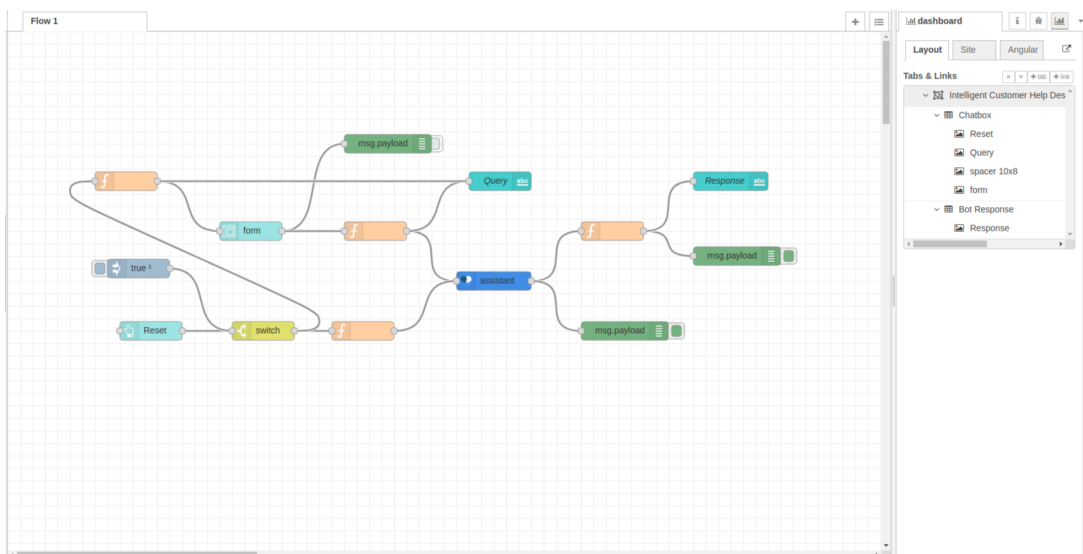 Flow 1
dashboard
i
Layout
Site
Angular
Tabs & Links
tab
link
Intelligent Customer Help Des
Chatbox
Reset
Query
spacer 10x8
form
Bot Response
Response
msg.payload
f
Query
abc
Response
abc
form
f
f
msg.payload
true ¹
assistant
Reset
switch
f
msg.payload